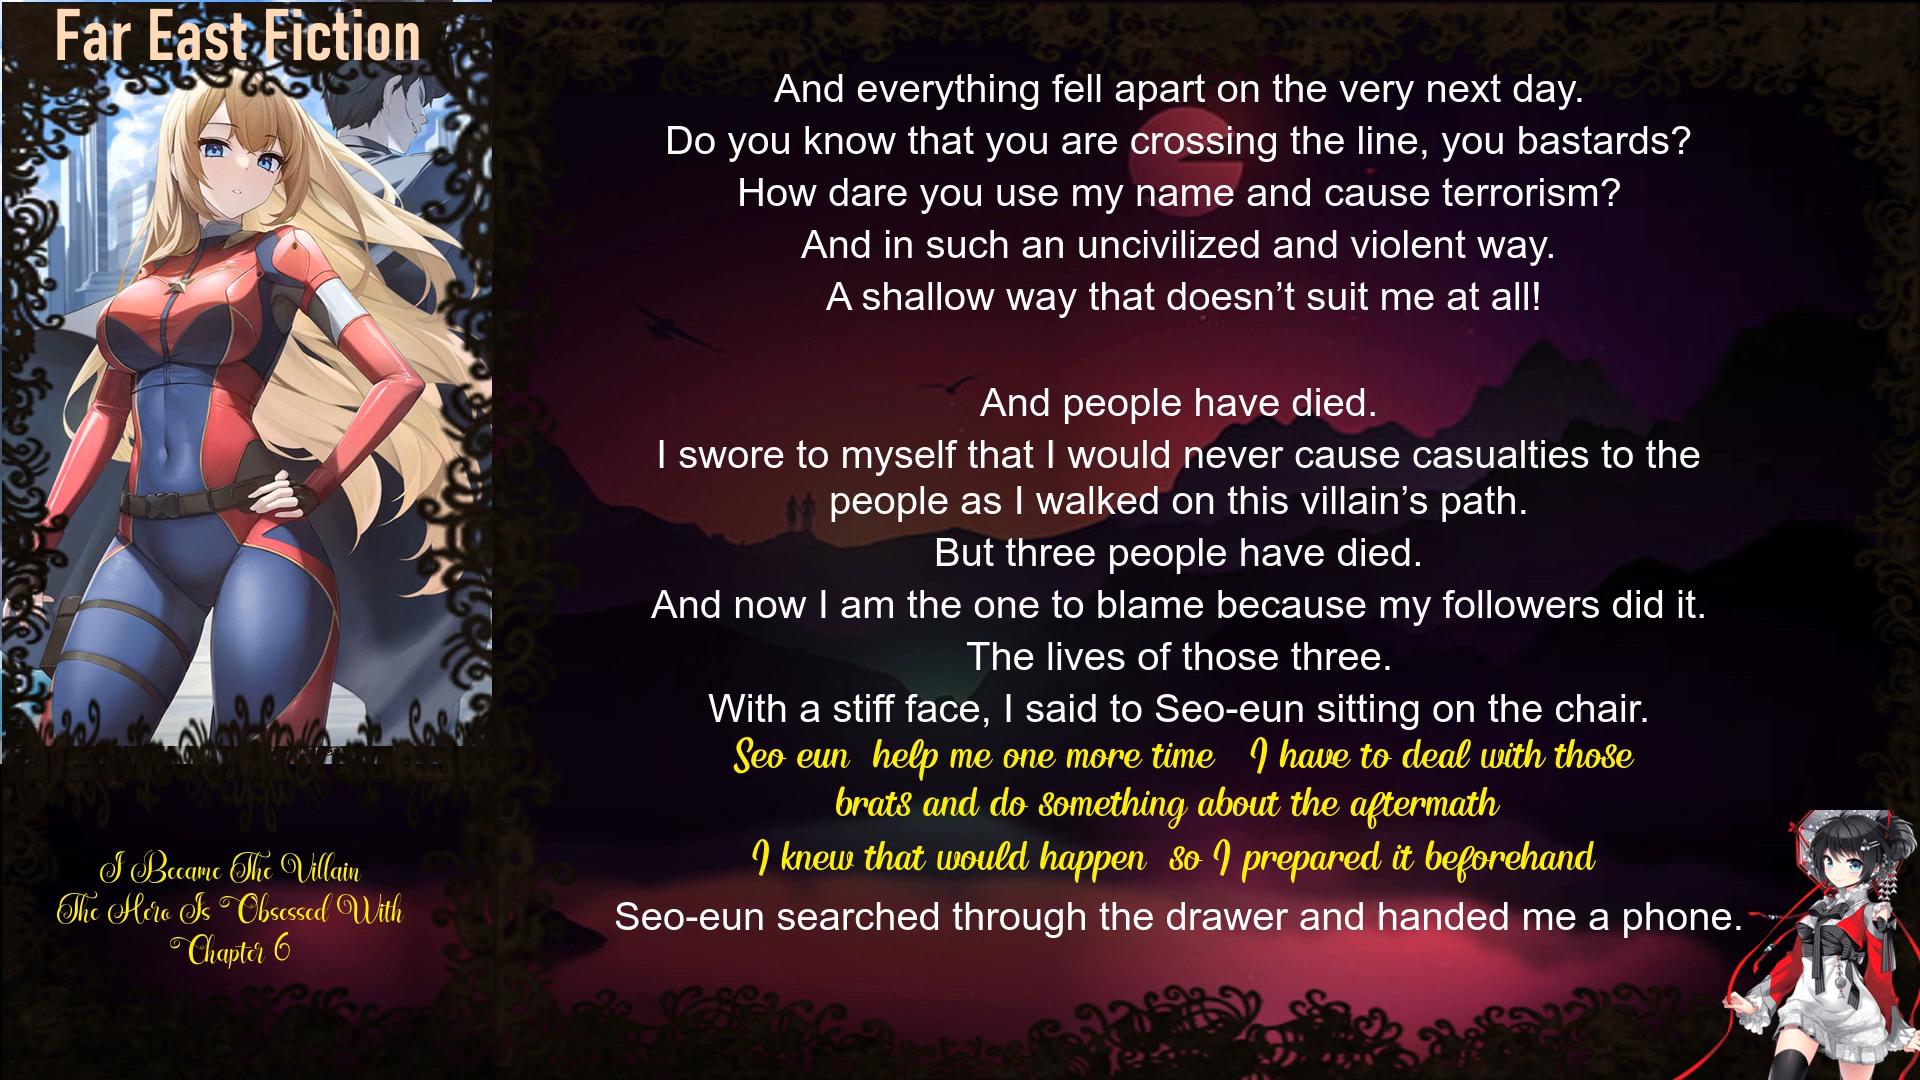 Far East Fiction
And everything fell apart on the very next day.
Do you know that you are crossing the line, you bastards?
How dare you use my name and cause terrorism?
And in such an uncivilized and violent way.
A shallow way that doesn’t suit me at all!
And people have died.
I swore to myself that I would never cause casualties to the
people as I walked on this villain’s path.
But three people have died.
And now I am the one to blame because my followers did it.
The lives of those three.
With a stiff face, I said to Seo-eun sitting on the chair.
Seo eun help me one more time I have to deal with those
brats and do something about the aftermath
I knew that would happen so I prepared it beforehand
Seo-eun searched through the drawer and handed me a phone.
I Became The Villain
The Hero Is Obsessed With
Chapter 6